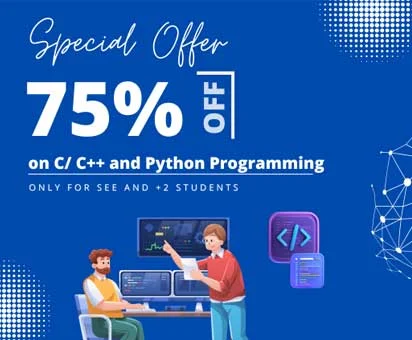 Special Offer
75%
OFF
on C/ C++ and Python Programming
ONLY FOR SEE AND +2 STUDENTS
</>